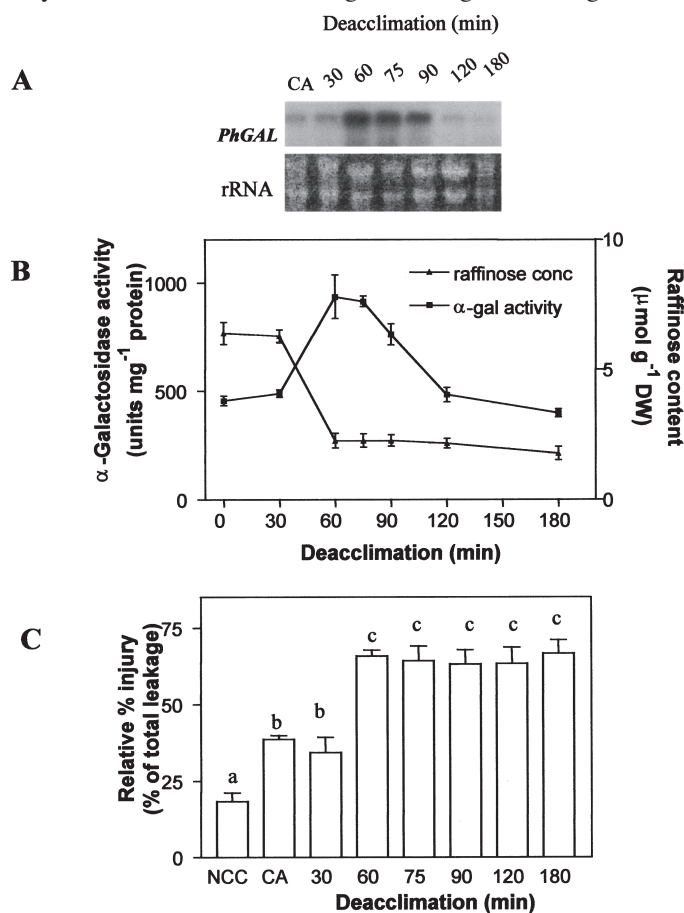 Deacclimation (min)
A
CA 30 60 75 90 120 180
PhGAL
rRNA
B
α-Galactosidase activity
(units mg-1 protein)
1000
500
0
raffinose conc
α-gal activity
10
5
0
Raffinose content
(μmol g-1 DW)
0 30 60 90 120 150 180
Deacclimation (min)
C
Relative % injury
(% of total leakage)
75
50
25
0
a b b c c c c c
NCC CA 30 60 75 90 120 180
Deacclimation (min)